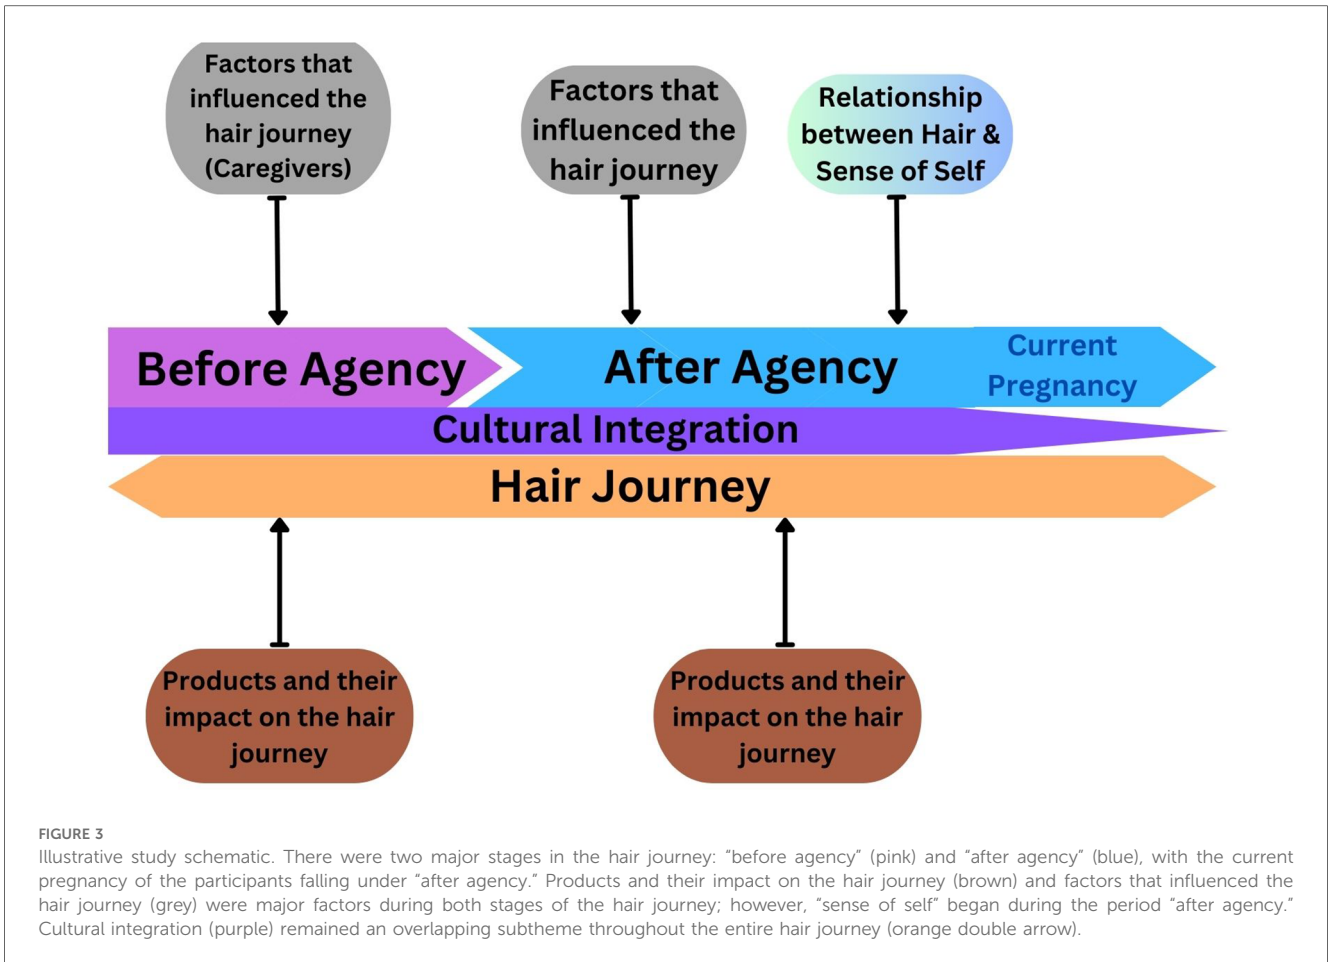 Factors that
influenced the
hair journey
(Caregivers)
Factors that
influenced the
hair journey
Relationship
between Hair &
Sense of Self
Before Agency
After Agency
Current
Pregnancy
Cultural Integration
Hair Journey
Products and their
impact on the hair
journey
Products and their
impact on the hair
journey
FIGURE 3
Illustrative study schematic. There were two major stages in the hair journey: “before agency” (pink) and “after agency” (blue), with the current
pregnancy of the participants falling under “after agency.” Products and their impact on the hair journey (brown) and factors that influenced the
hair journey (grey) were major factors during both stages of the hair journey; however, “sense of self” began during the period “after agency.”
Cultural integration (purple) remained an overlapping subtheme throughout the entire hair journey (orange double arrow).